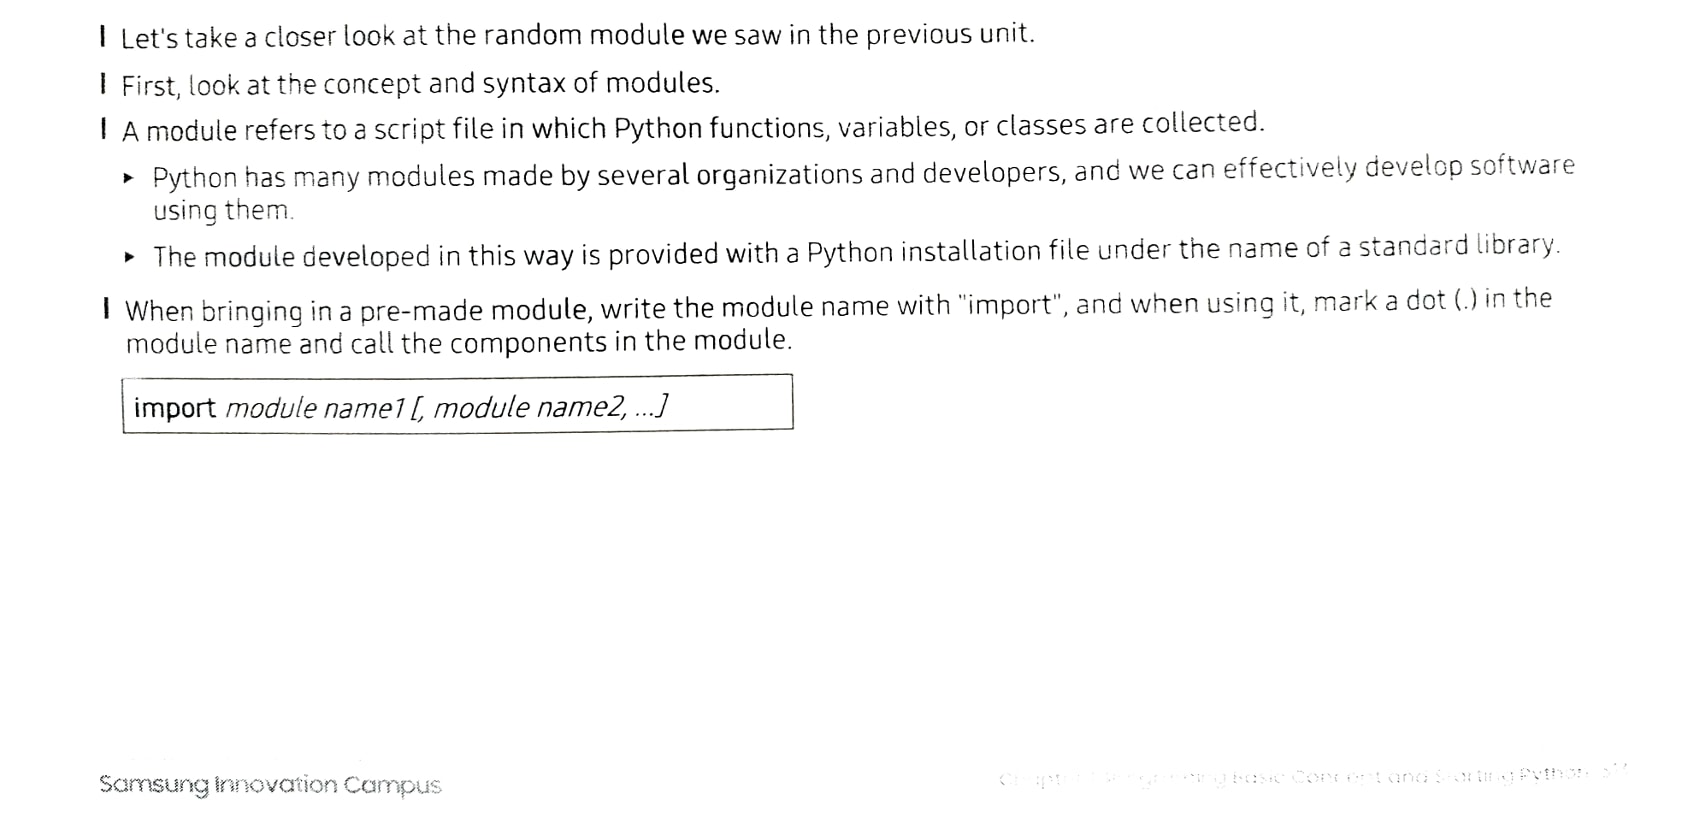 Let's take a closer look at the random module we saw in the previous unit.
First, look at the concept and syntax of modules.
A module refers to a script file in which Python functions, variables, or classes are collected.
▸ Python has many modules made by several organizations and developers, and we can effectively develop software
using them.
▸ The module developed in this way is provided with a Python installation file under the name of a standard library.
When bringing in a pre-made module, write the module name with "import", and when using it, mark a dot (.) in the
module name and call the components in the module.
import module name1 [, module name2, ...]
Samsung Innovation Campus
Basic Concept and Starting Python